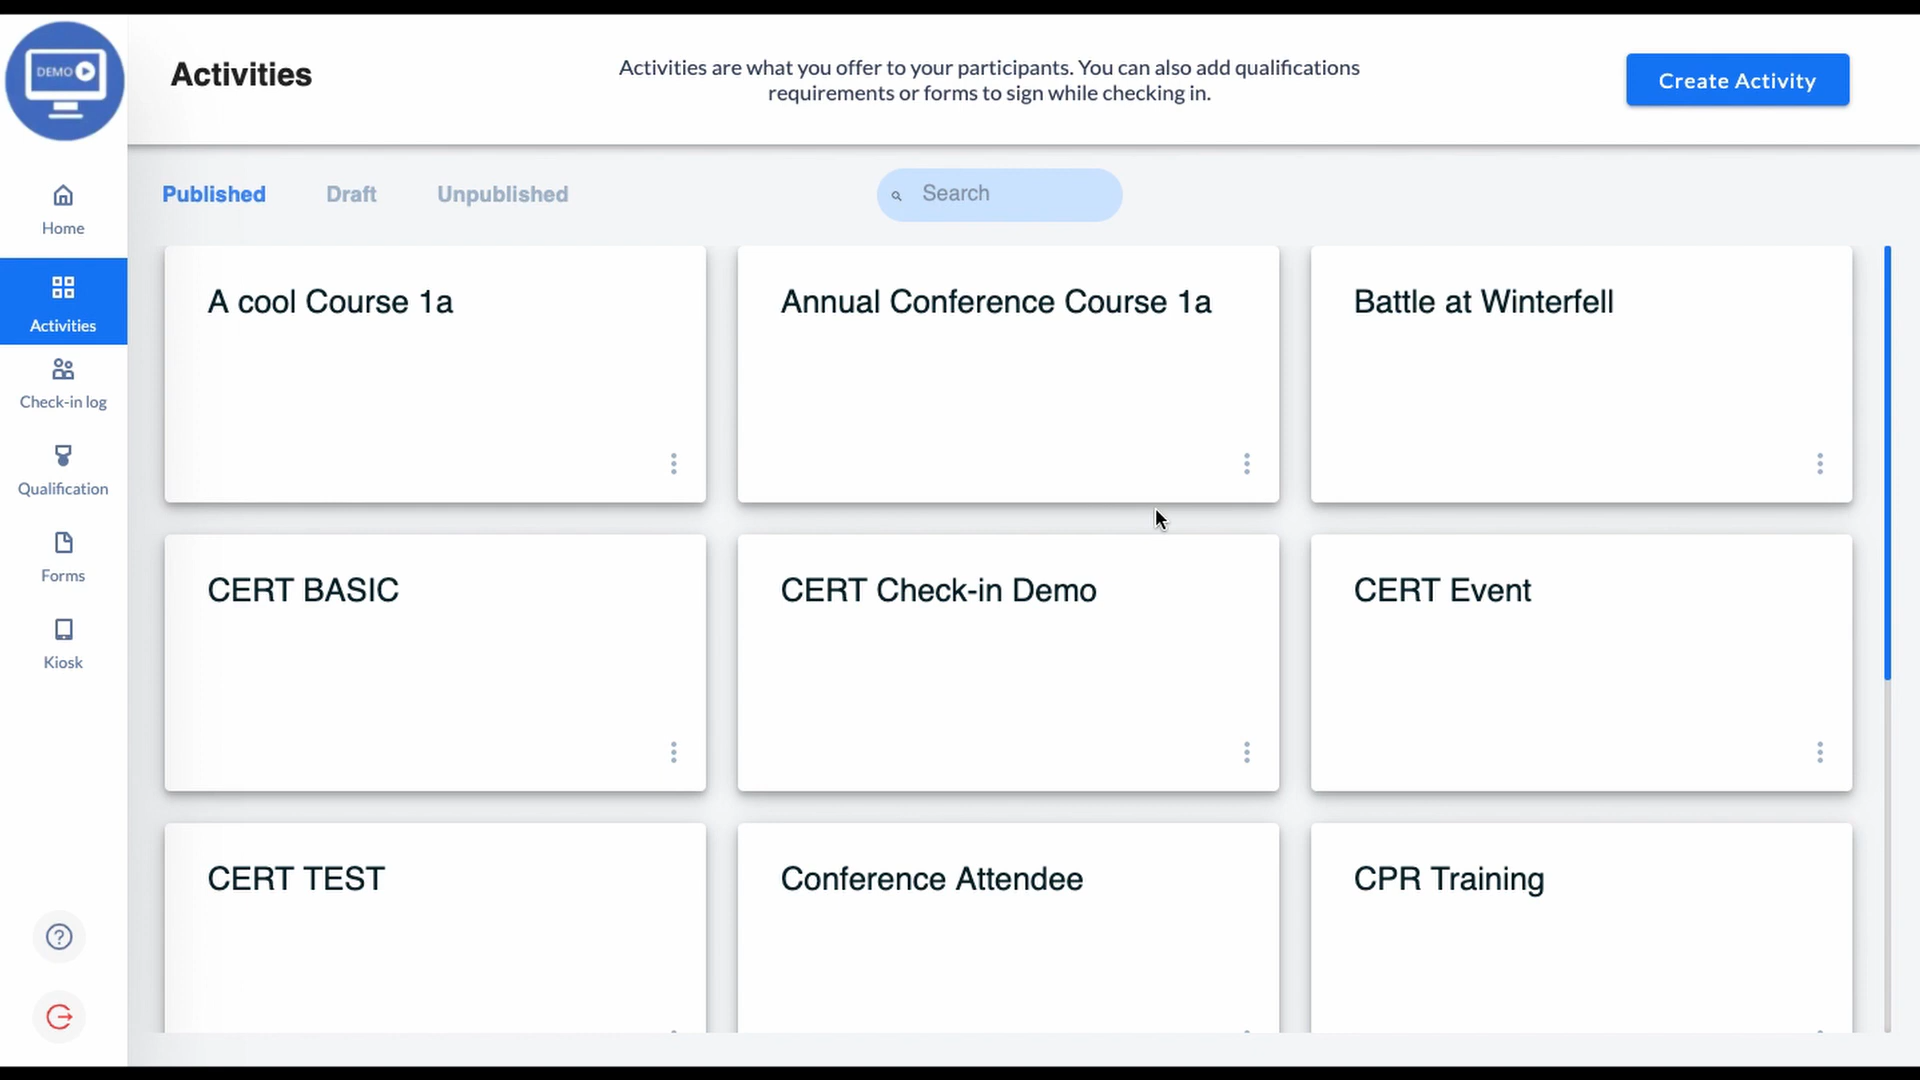 DEMO
Activities
Activities are what you offer to your participants. You can also add qualifications
requirements or forms to sign while checking in.
Create Activity
Home
Activities
Check-in log
Qualification
Forms
Kiosk
Published
Draft
Unpublished
Search
A cool Course 1a
Annual Conference Course 1a
Battle at Winterfell
CERT BASIC
CERT Check-in Demo
CERT Event
CERT TEST
Conference Attendee
CPR Training